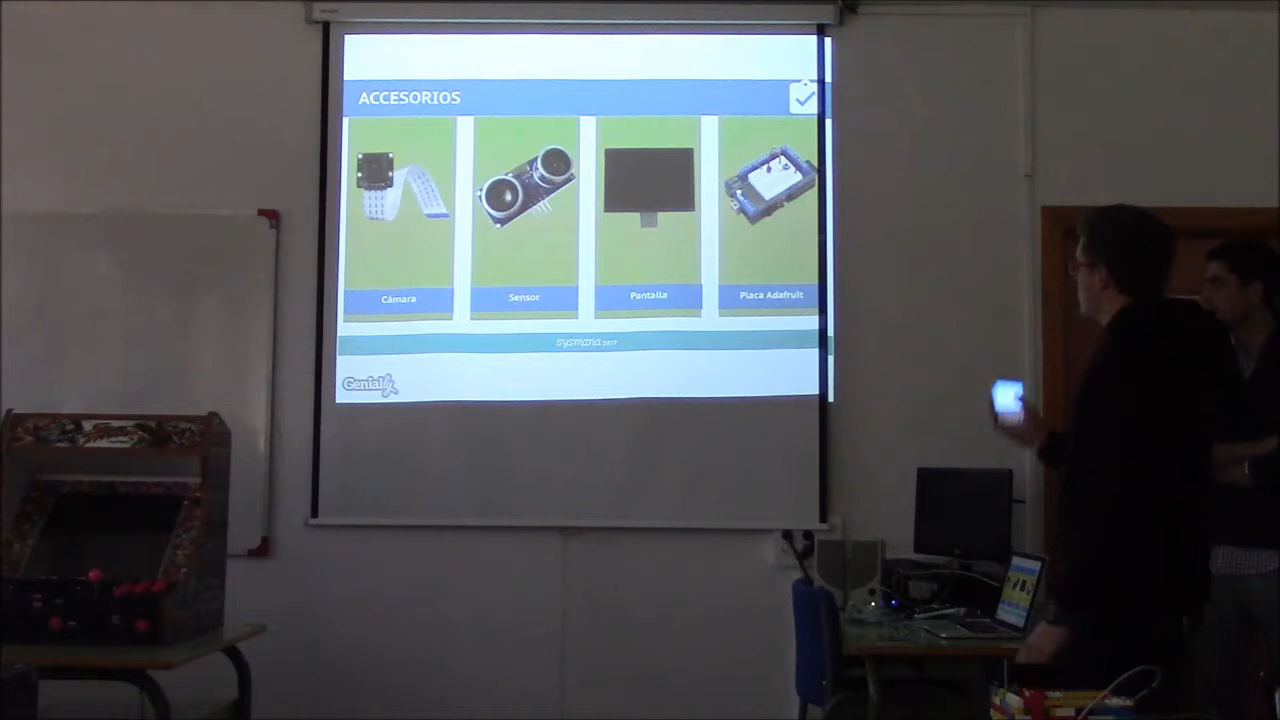 ACCESORIOS
Cámara
Sensor
Pantalla
Placa Adafruit
sysmana 2017
Genially